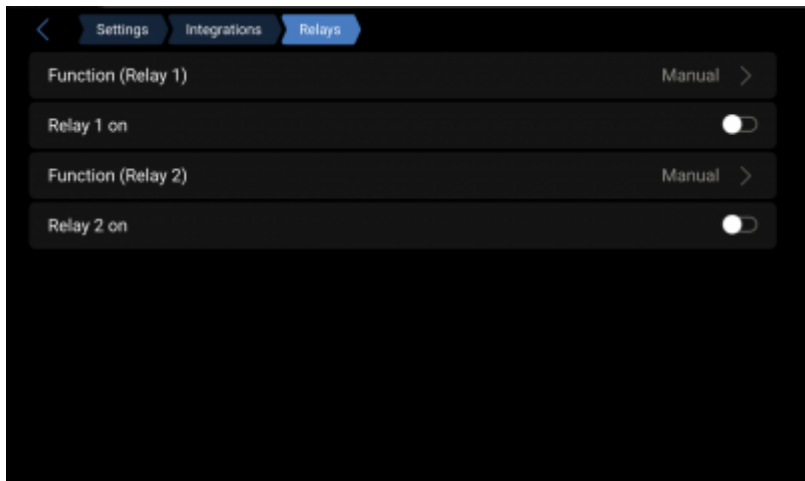 Settings Integrations Relays
Function (Relay 1) Manual
Relay 1 on
Function (Relay 2) Manual
Relay 2 on